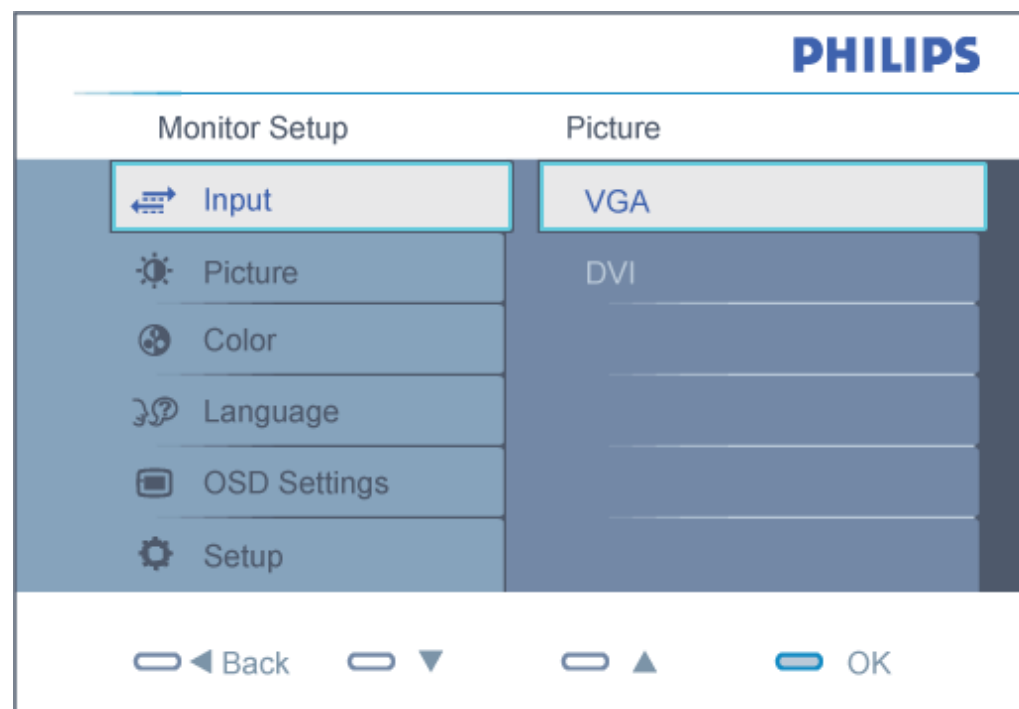 PHILIPS
Monitor Setup Picture
Input VGA
Picture DVI
Color
Language
OSD Settings
Setup
Back OK